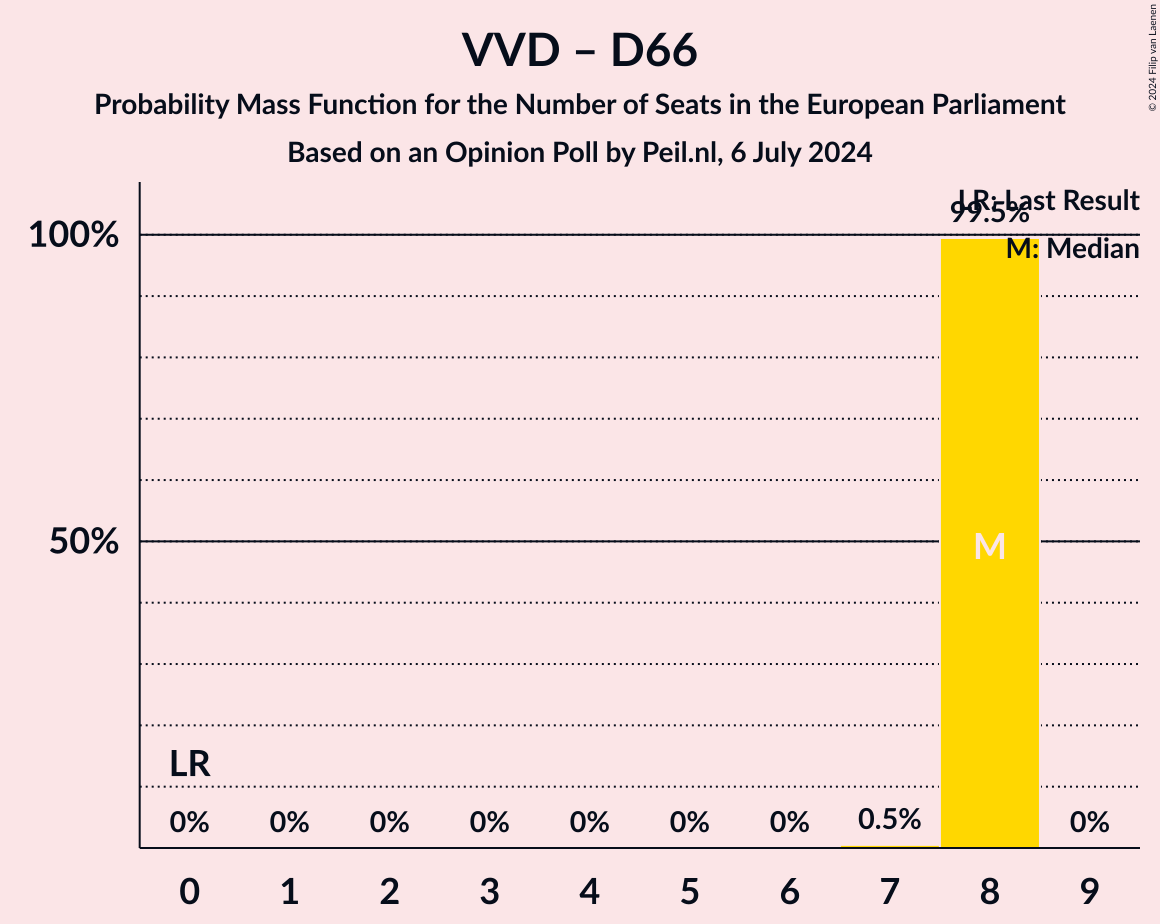 VVD – D66
Probability Mass Function for the Number of Seats in the European Parliament
Based on an Opinion Poll by Peil.nl, 6 July 2024
© 2024 Filip van Laenen
LR: Last Result
99.5%
M: Median
100%
50%
M
LR
0% 0% 0% 0% 0% 0% 0% 0.5% 0%
0 1 2 3 4 5 6 7 8 9